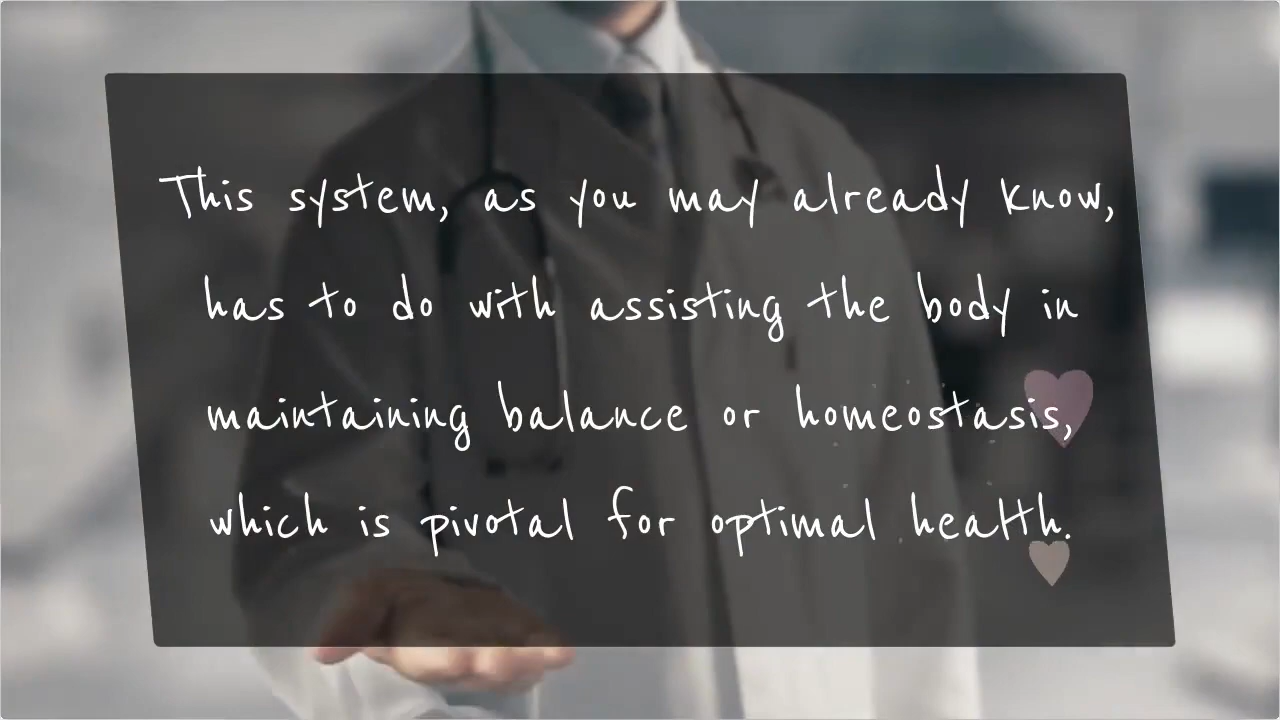 This system, as you may already know,
has to do with assisting the body in
maintaining balance or homeostasis,
which is pivotal for optimal health.